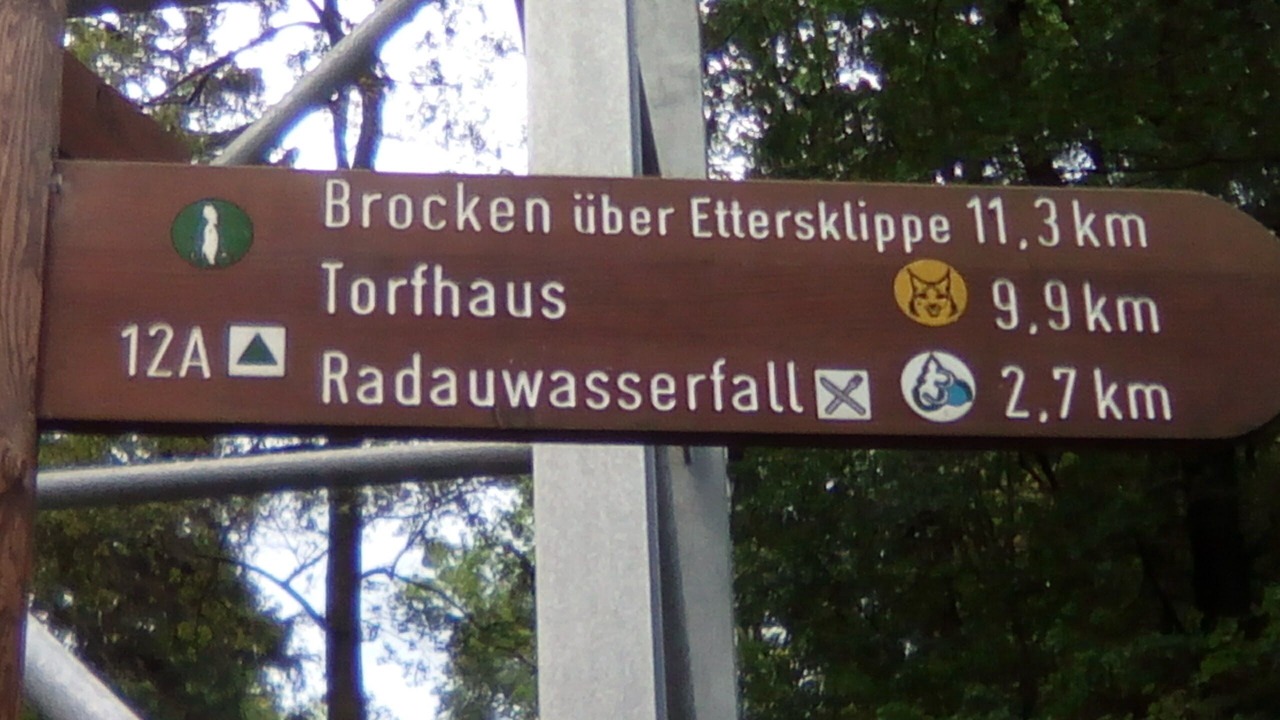 Brocken über Ettersklippe 11,3 km
Torfhaus 9,9 km
12A Radauwasserfall 2,7 km